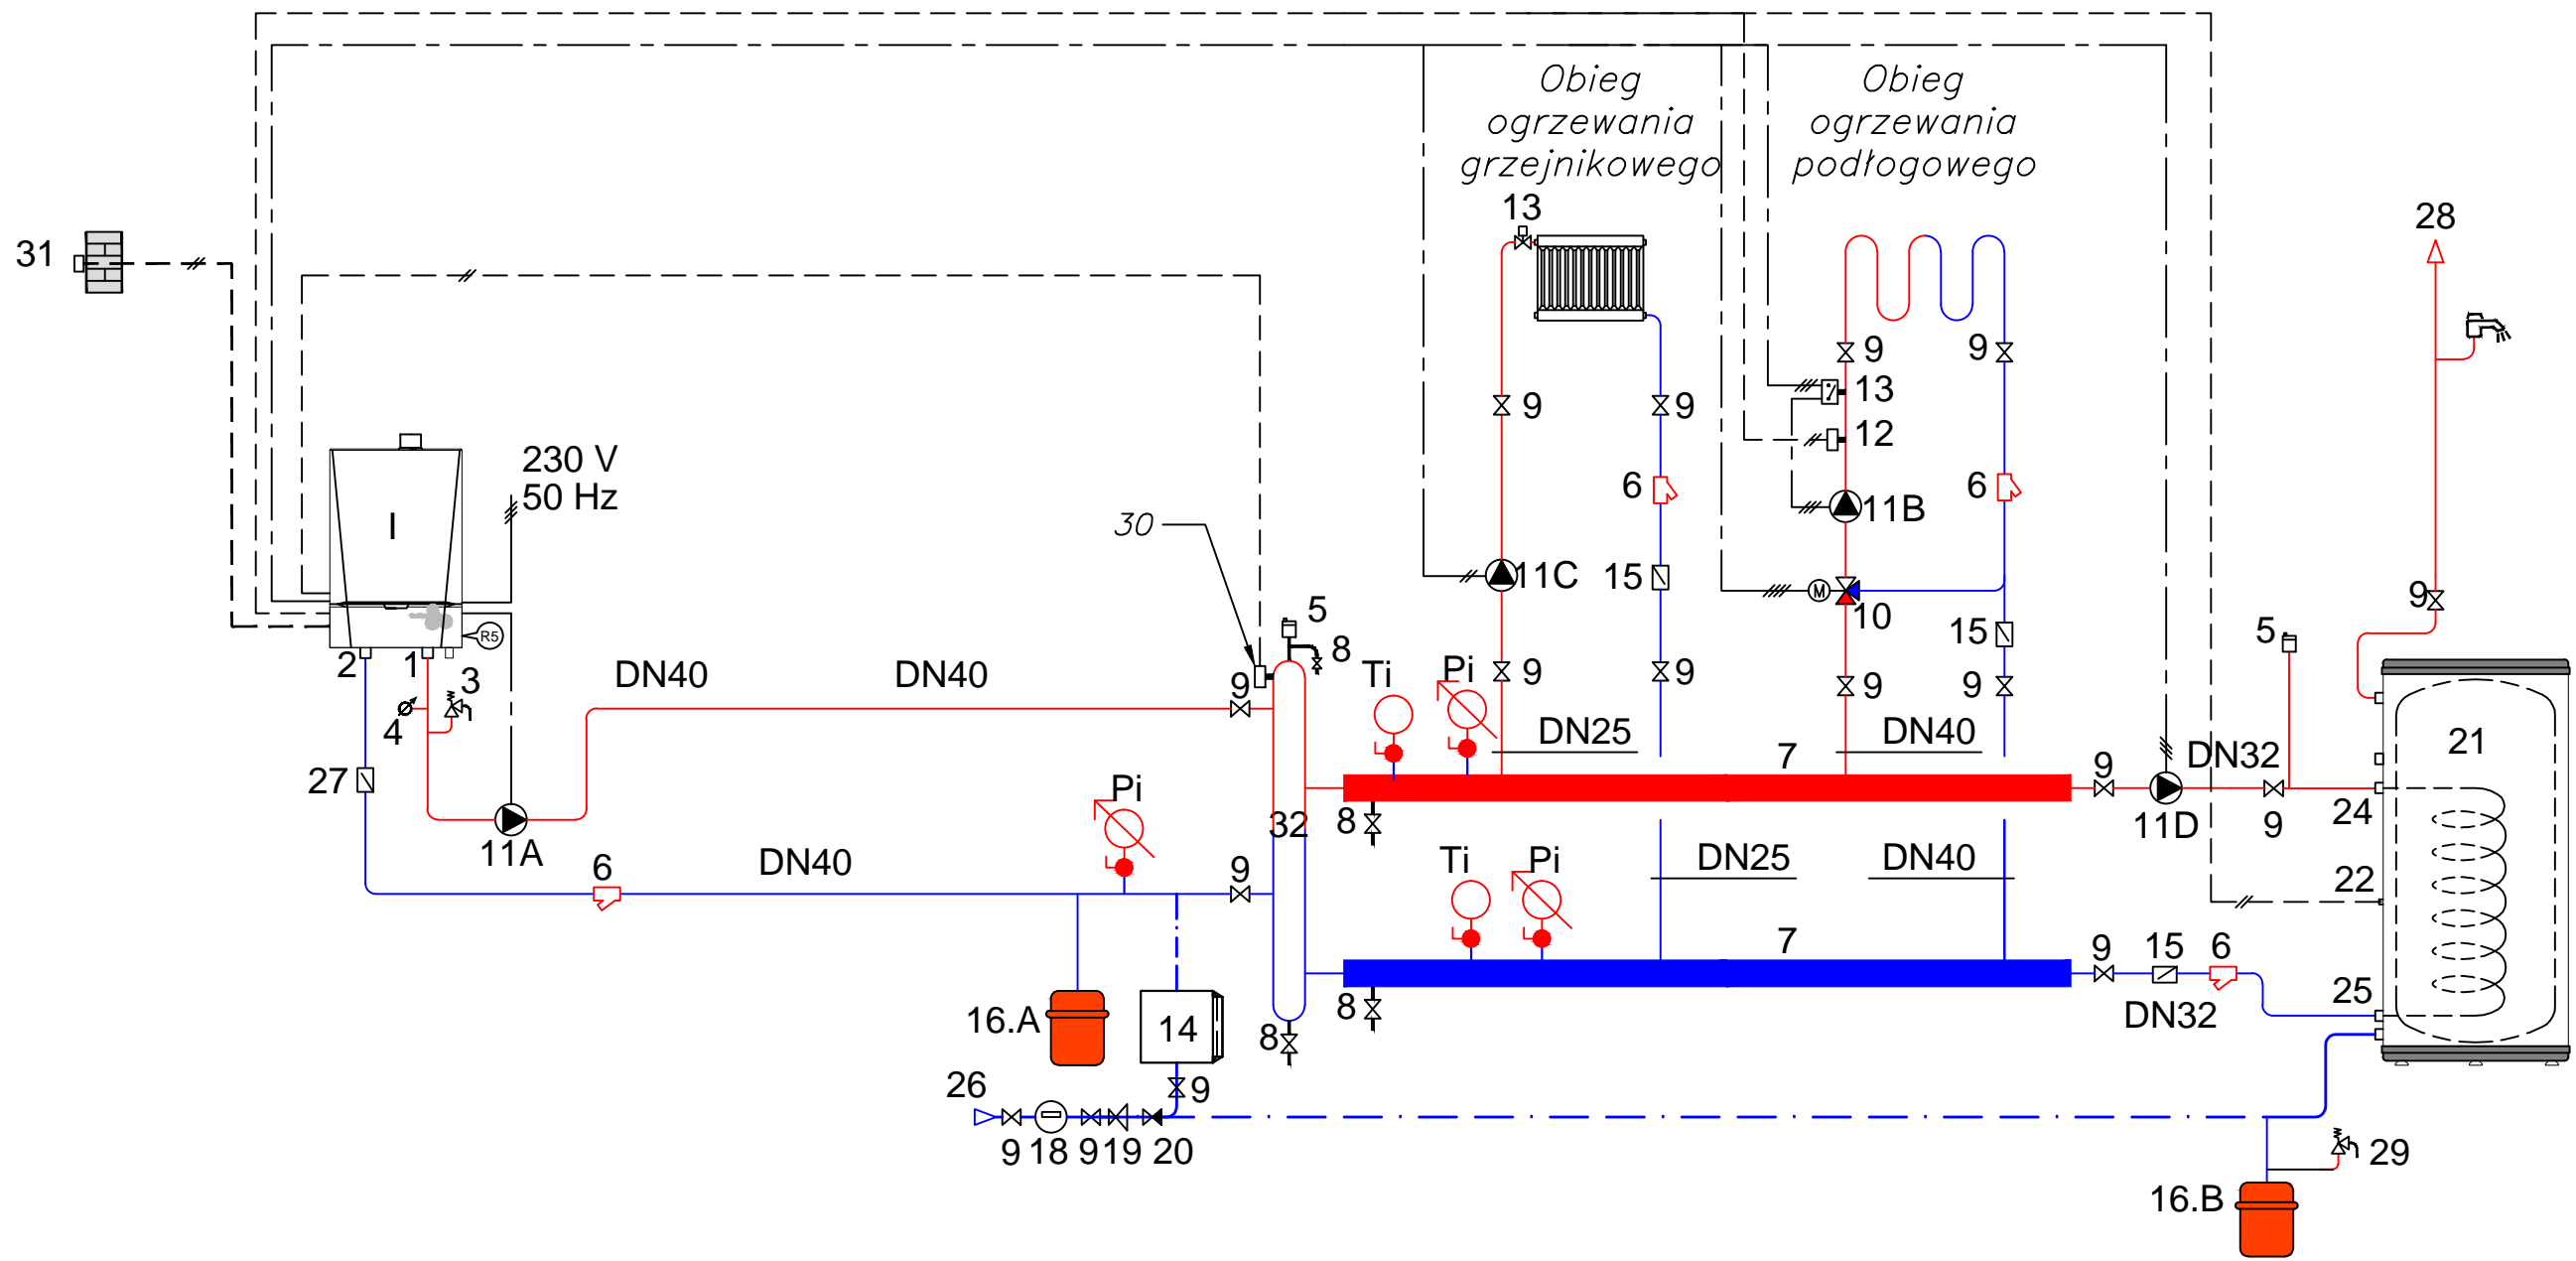 Obieg
ogrzewania
grzejnikowego
Obieg
ogrzewania
podłogowego
13
28
31
9
9
13
9
9
12
230 V
50 Hz
6
6
11B
I
30
11C
15
9
10
5
15
5
R5
8
2
1
DN40
DN40
Ti
Pi
9
9
9
9
9
3
4
DN25
DN40
21
7
9
DN32
27
Pi
32
8
11D
9
24
11A
6
DN40
9
Ti
Pi
DN25
DN40
22
7
9
15
6
25
16.A
14
8
8
DN32
26
9
9
18
9
19
20
29
16.B
M